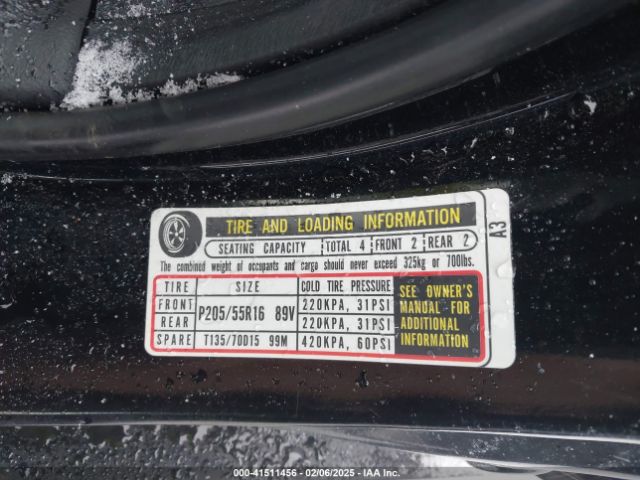 TIRE AND LOADING INFORMATION
SEATING CAPACITY TOTAL 4 FRONT 2 REAR 2
The combined weight of occupants and cargo should never exceed 325kg or 700lbs.
TIRE SIZE COLD TIRE PRESSURE
FRONT P205/55R16 89V 220KPA, 31PSI
REAR 220KPA, 31PSI
SPARE T135/70D15 99M 420KPA, 60PSI
SEE OWNER'S
MANUAL FOR
ADDITIONAL
INFORMATION
A3
000-41511456 - 02/06/2025 - IAA Inc.